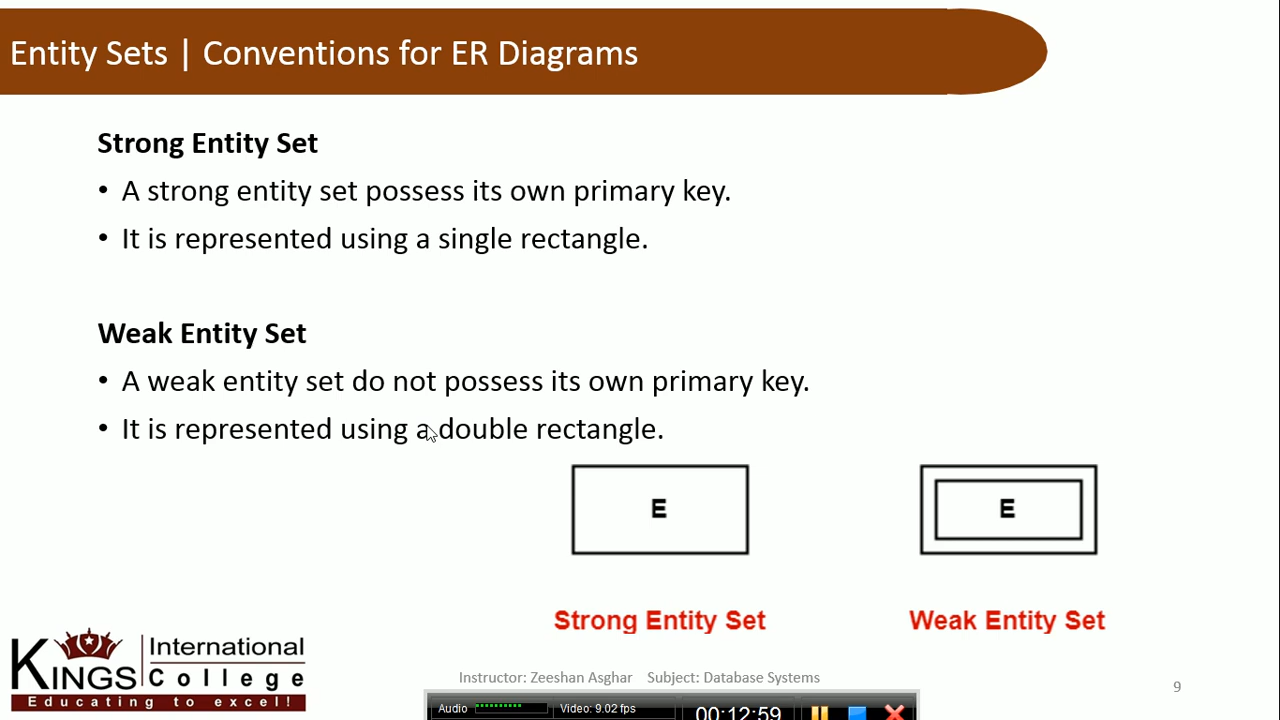 Entity Sets | Conventions for ER Diagrams
Strong Entity Set
• A strong entity set possess its own primary key.
• It is represented using a single rectangle.
Weak Entity Set
• A weak entity set do not possess its own primary key.
• It is represented using a double rectangle.
E
E
Strong Entity Set
Weak Entity Set
KINGS International College
Educating to excel!
Instructor: Zeeshan Asghar Subject: Database Systems
9
Audio
Video: 9.02 fps
00:12:59